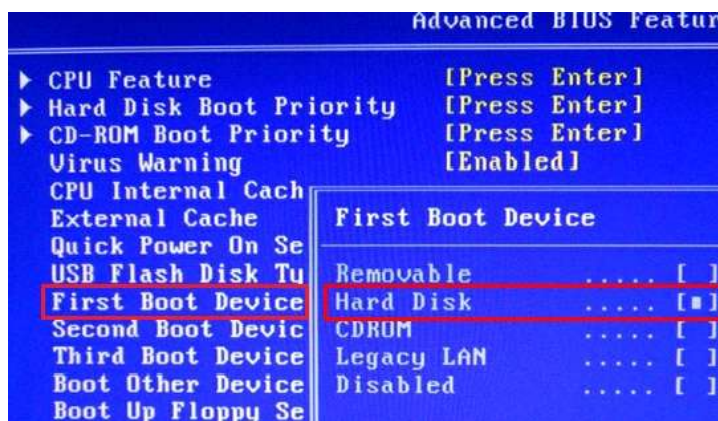 Advanced BIOS Featur
CPU Feature [Press Enter]
Hard Disk Boot Priority [Press Enter]
CD-ROM Boot Priority [Press Enter]
Virus Warning [Enabled]
CPU Internal Cach
External Cache
Quick Power On Se
USB Flash Disk Ty
First Boot Device
Second Boot Devic
Third Boot Device
Boot Other Device
Boot Up Floppy Se
First Boot Device
Removable ..... [ ]
Hard Disk ..... [■]
CDROM ..... [ ]
Legacy LAN ..... [ ]
Disabled ..... [ ]